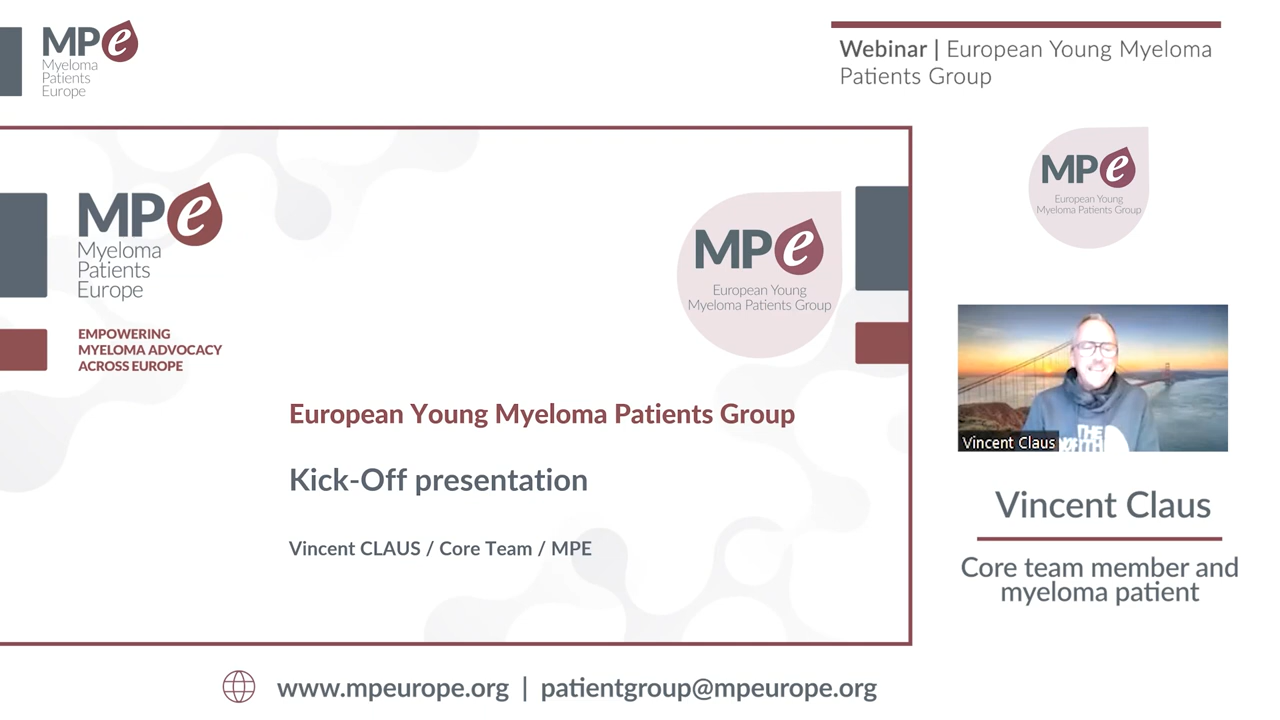 MPe
Myeloma
Patients
Europe
Webinar | European Young Myeloma
Patients Group
MPe
Myeloma
Patients
Europe
EMPOWERING
MYELOMA ADVOCACY
ACROSS EUROPE
MPe
European Young
Myeloma Patients Group
European Young Myeloma Patients Group
Kick-Off presentation
Vincent CLAUS / Core Team / MPE
MPe
European Young
Myeloma Patients Group
THE
Vincent Claus
Vincent Claus
Core team member and
myeloma patient
www.mpeurope.org | patientgroup@mpeurope.org